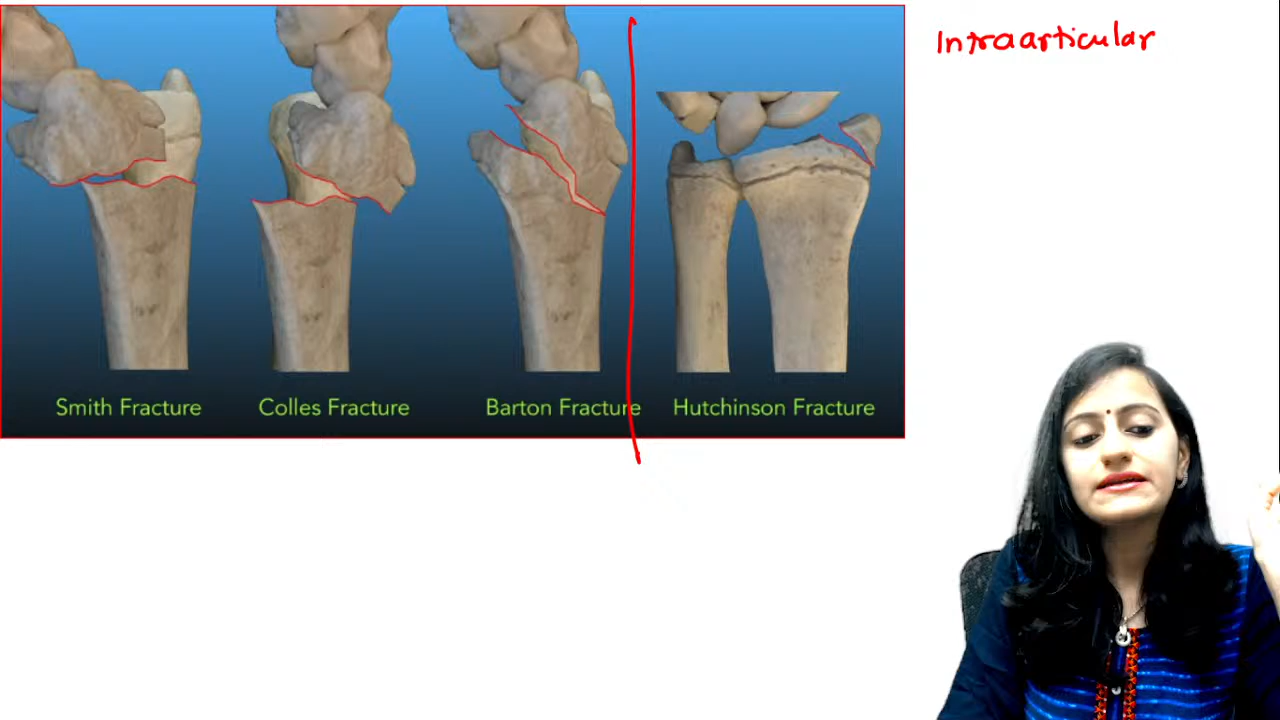 Intraarticular
Smith Fracture
Colles Fracture
Barton Fracture
Hutchinson Fracture